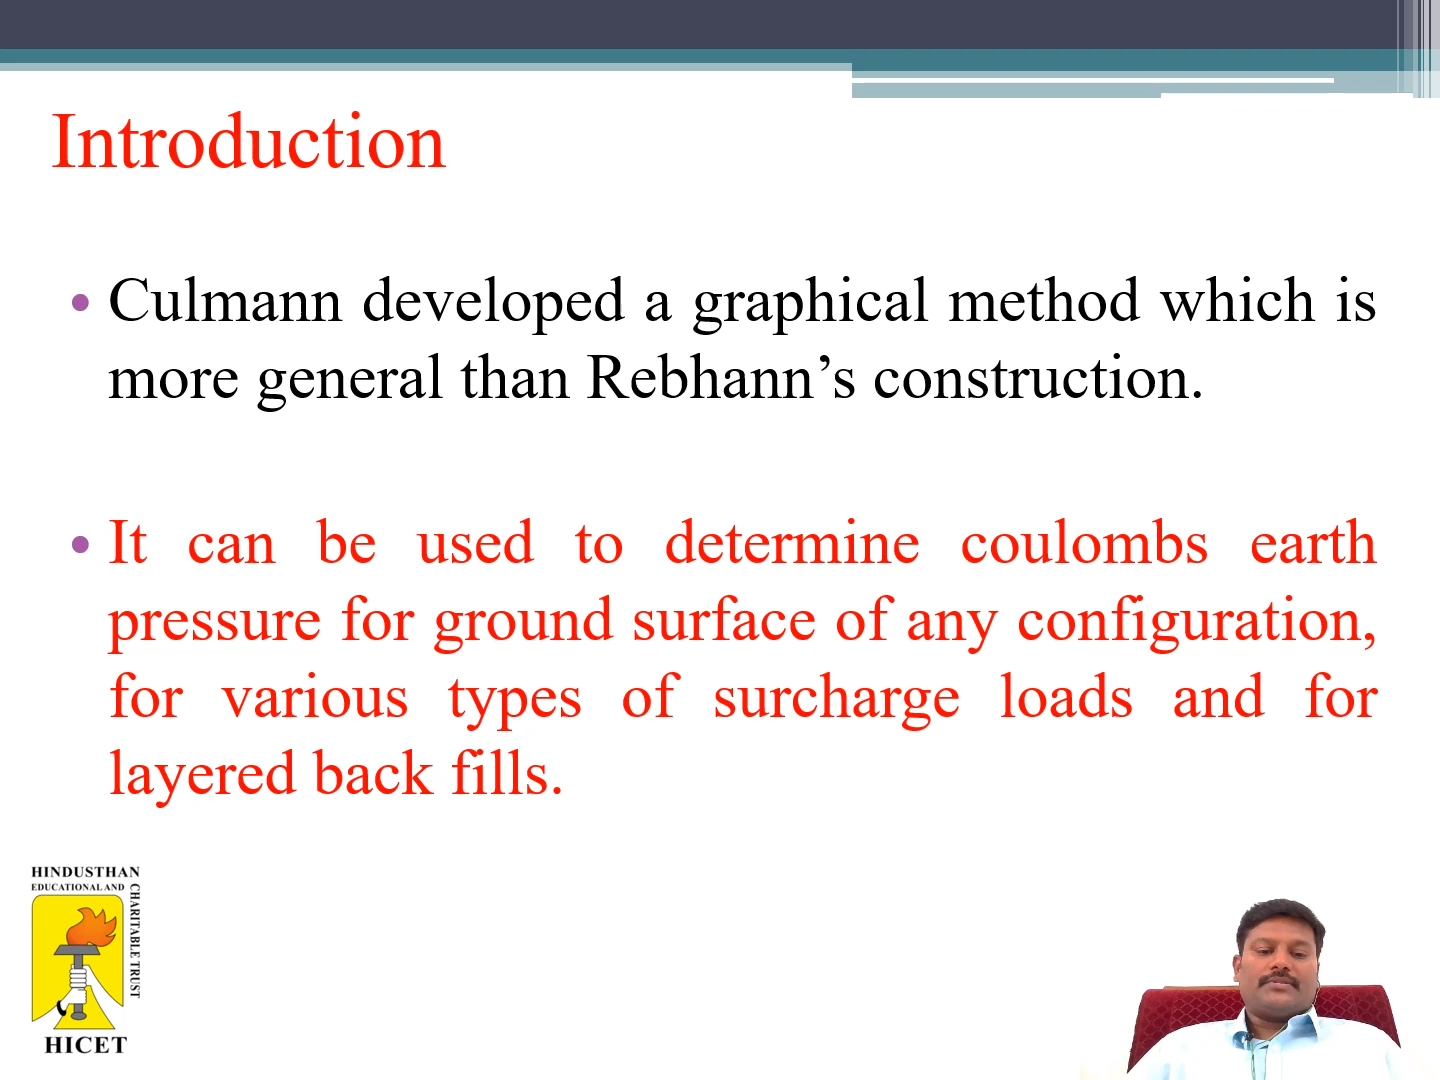 Introduction
• Culmann developed a graphical method which is
more general than Rebhann’s construction.
• It can be used to determine coulombs earth
pressure for ground surface of any configuration,
for various types of surcharge loads and for
layered back fills.
HINDUSTHAN
EDUCATIONAL AND
CHARITABLE TRUST
HICET